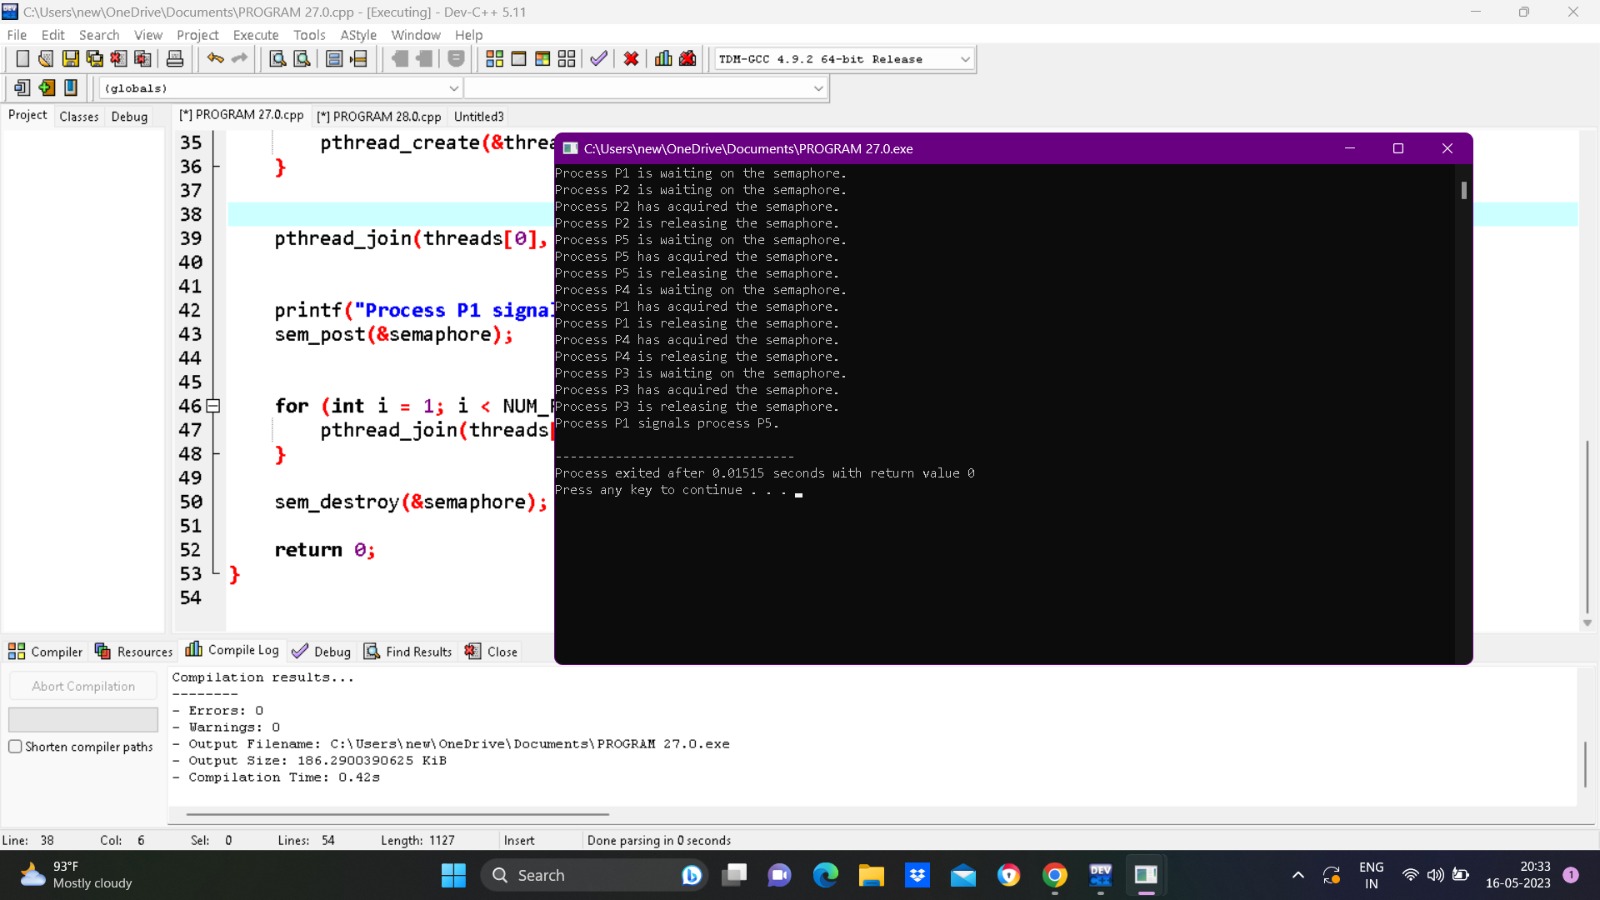 C:\Users\new\OneDrive\Documents\PROGRAM 27.0.cpp - [Executing] - Dev-C++ 5.11
File Edit Search View Project Execute Tools AStyle Window Help
TDM-GCC 4.9.2 64-bit Release
(globals)
Project Classes Debug [*] PROGRAM 27.0.cpp [*] PROGRAM 28.0.cpp Untitled3
35 pthread_create(&threa
36 }
37
38
39 pthread_join(threads[0],
40
41
42 printf("Process P1 signal
43 sem_post(&semaphore);
44
45
46 for (int i = 1; i < NUM_
47 pthread_join(threads
48 }
49
50 sem_destroy(&semaphore);
51
52 return 0;
53 }
54
C:\Users\new\OneDrive\Documents\PROGRAM 27.0.exe
Process P1 is waiting on the semaphore.
Process P2 is waiting on the semaphore.
Process P2 has acquired the semaphore.
Process P2 is releasing the semaphore.
Process P5 is waiting on the semaphore.
Process P5 has acquired the semaphore.
Process P5 is releasing the semaphore.
Process P4 is waiting on the semaphore.
Process P1 has acquired the semaphore.
Process P1 is releasing the semaphore.
Process P4 has acquired the semaphore.
Process P4 is releasing the semaphore.
Process P3 is waiting on the semaphore.
Process P3 has acquired the semaphore.
Process P3 is releasing the semaphore.
Process P1 signals process P5.
--------------------------------
Process exited after 0.01515 seconds with return value 0
Press any key to continue . . .
Compiler Resources Compile Log Debug Find Results Close
Abort Compilation
Shorten compiler paths
Compilation results...
--------
- Errors: 0
- Warnings: 0
- Output Filename: C:\Users\new\OneDrive\Documents\PROGRAM 27.0.exe
- Output Size: 186.2900390625 KiB
- Compilation Time: 0.42s
Line: 38 Col: 6 Sel: 0 Lines: 54 Length: 1127 Insert Done parsing in 0 seconds
93°F
Mostly cloudy
Search
ENG
IN
20:33
16-05-2023
1